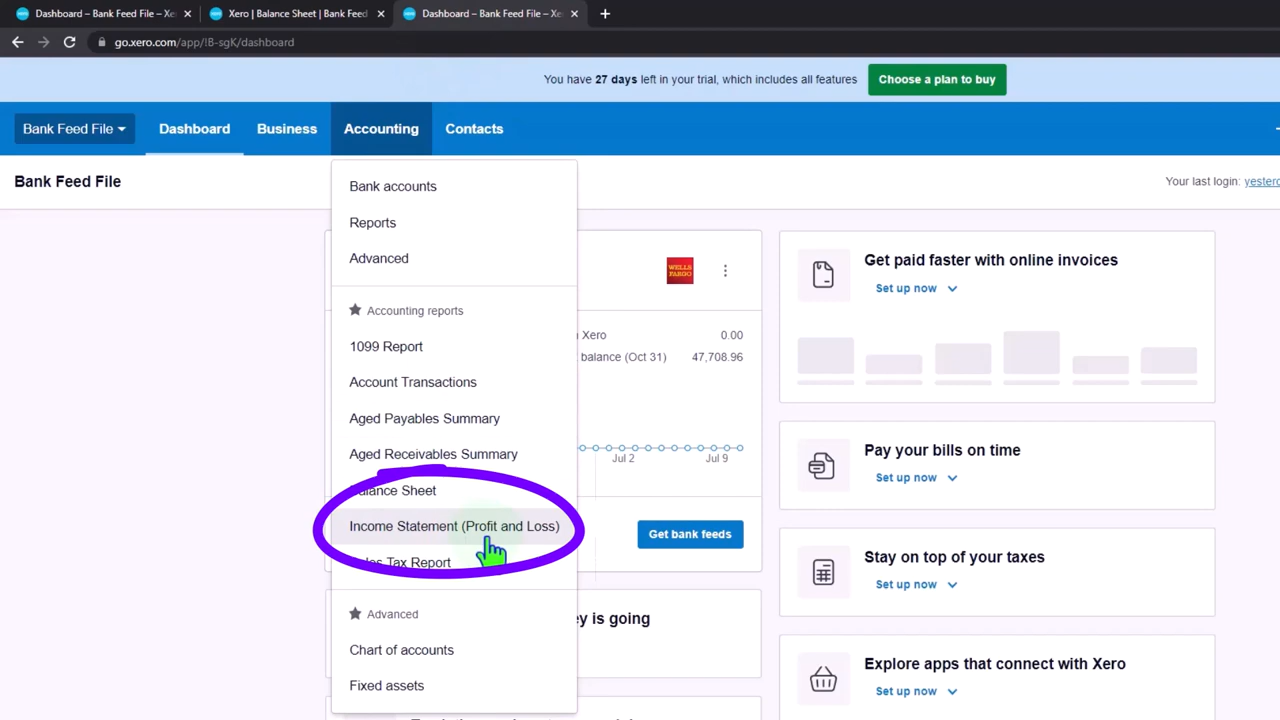 Dashboard – Bank Feed File – Xe
Xero | Balance Sheet | Bank Feed
Dashboard – Bank Feed File – Xe
go.xero.com/app/!B-sgK/dashboard
You have 27 days left in your trial, which includes all features
Choose a plan to buy
Bank Feed File
Dashboard
Business
Accounting
Contacts
Bank Feed File
Your last login: yesterd
Bank accounts
Reports
Advanced
Accounting reports
1099 Report
Account Transactions
Aged Payables Summary
Aged Receivables Summary
Balance Sheet
Income Statement (Profit and Loss)
Sales Tax Report
Advanced
Chart of accounts
Fixed assets
WELLS
FARGO
Xero 0.00
balance (Oct 31) 47,708.96
Jul 2
Jul 9
Get bank feeds
ey is going
Get paid faster with online invoices
Set up now
Pay your bills on time
Set up now
Stay on top of your taxes
Set up now
Explore apps that connect with Xero
Set up now